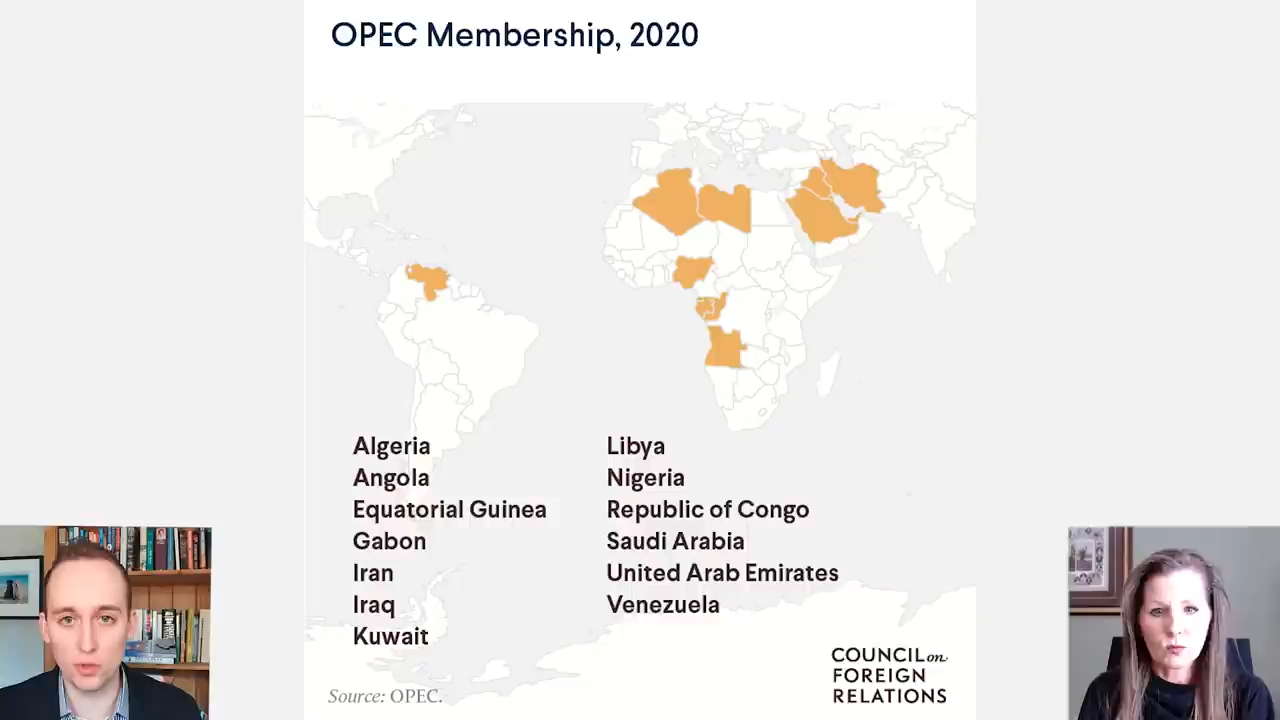 OPEC Membership, 2020
Algeria
Angola
Equatorial Guinea
Gabon
Iran
Iraq
Kuwait
Libya
Nigeria
Republic of Congo
Saudi Arabia
United Arab Emirates
Venezuela
Source: OPEC.
COUNCIL on
FOREIGN
RELATIONS